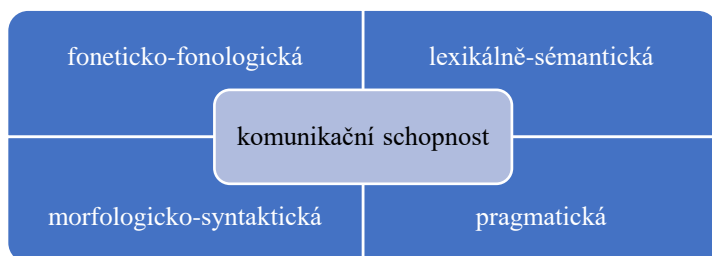 foneticko-fonologická
lexikálně-sémantická
komunikační schopnost
morfologicko-syntaktická
pragmatická